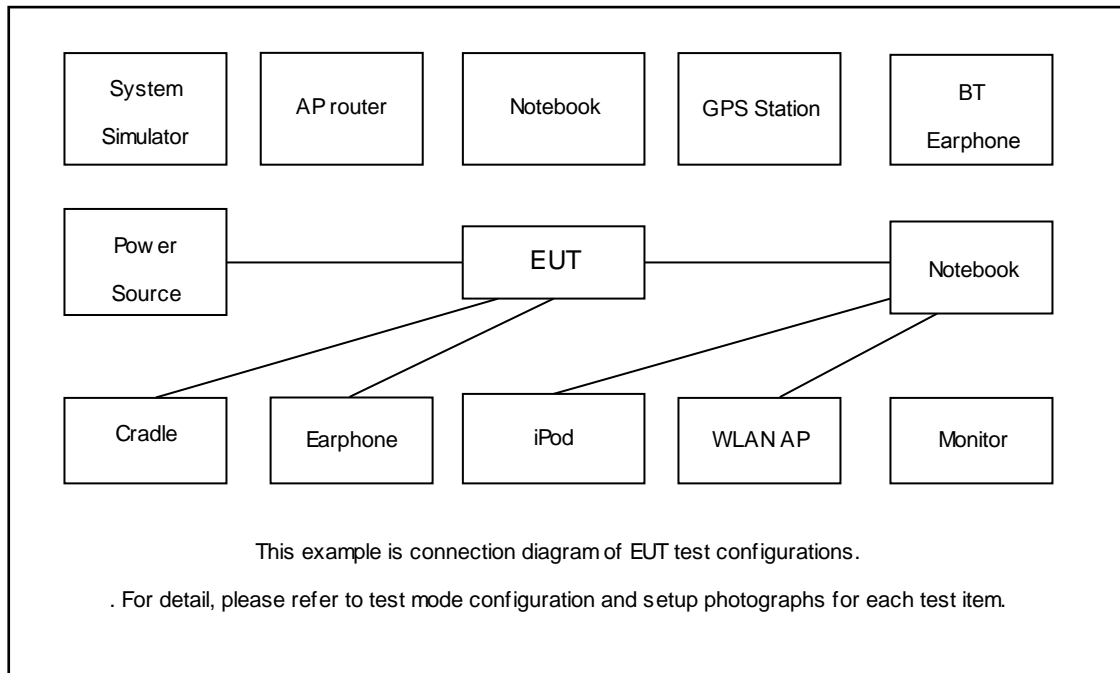 System
Simulator
AP router
Notebook
GPS Station
BT
Earphone
Power
Source
EUT
Notebook
Cradle
Earphone
iPod
WLAN AP
Monitor
This example is connection diagram of EUT test configurations.
. For detail, please refer to test mode configuration and setup photographs for each test item.